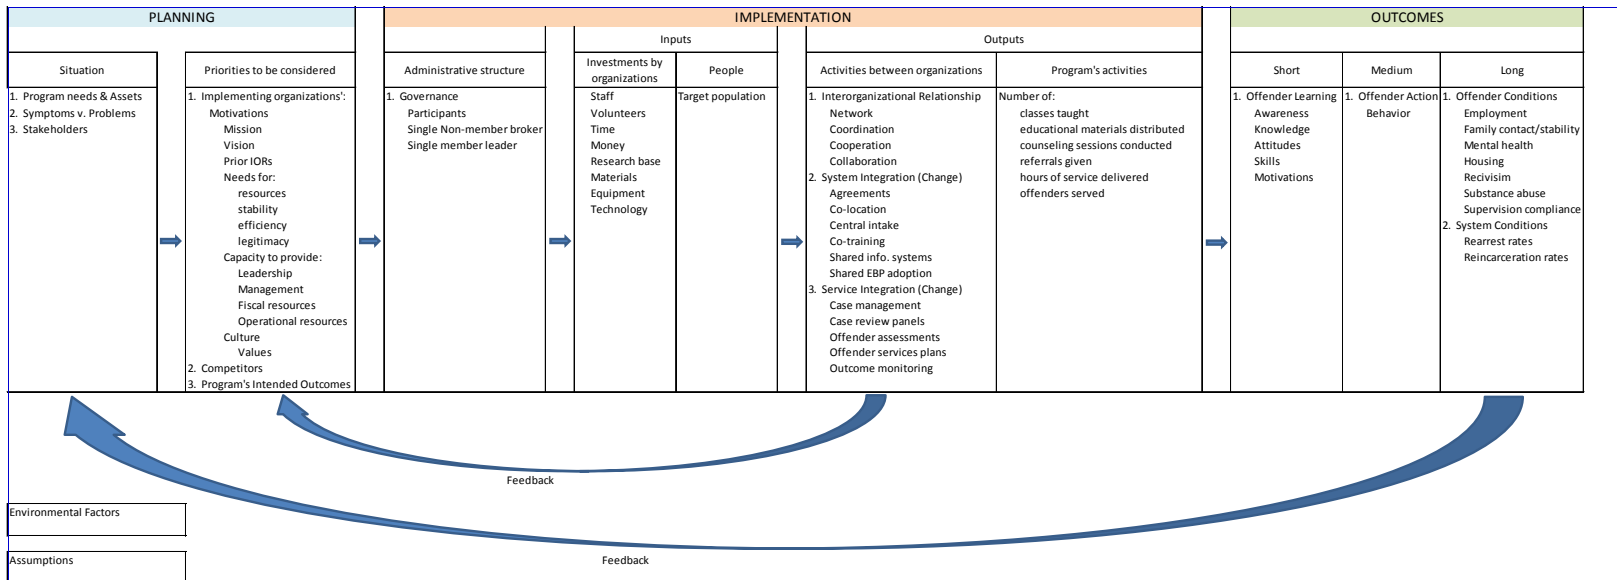 PLANNING
IMPLEMENTATION
OUTCOMES
Inputs
Outputs
Situation
Priorities to be considered
Administrative structure
Investments by
organizations
People
Activities between organizations
Program's activities
Short
Medium
Long
1. Program needs & Assets
2. Symptoms v. Problems
3. Stakeholders
1. Implementing organizations':
Motivations
Mission
Vision
Prior IORs
Needs for:
resources
stability
efficiency
legitimacy
Capacity to provide:
Leadership
Management
Fiscal resources
Operational resources
Culture
Values
2. Competitors
3. Program's Intended Outcomes
1. Governance
Participants
Single Non-member broker
Single member leader
Staff
Volunteers
Time
Money
Research base
Materials
Equipment
Technology
Target population
1. Interorganizational Relationship
Network
Coordination
Cooperation
Collaboration
2. System Integration (Change)
Agreements
Co-location
Central intake
Co-training
Shared info. systems
Shared EBP adoption
3. Service Integration (Change)
Case management
Case review panels
Offender assessments
Offender services plans
Outcome monitoring
Number of:
classes taught
educational materials distributed
counseling sessions conducted
referrals given
hours of service delivered
offenders served
1. Offender Learning
Awareness
Knowledge
Attitudes
Skills
Motivations
1. Offender Action
Behavior
1. Offender Conditions
Employment
Family contact/stability
Mental health
Housing
Recivisim
Substance abuse
Supervision compliance
2. System Conditions
Rearrest rates
Reincarceration rates
Feedback
Environmental Factors
Assumptions
Feedback